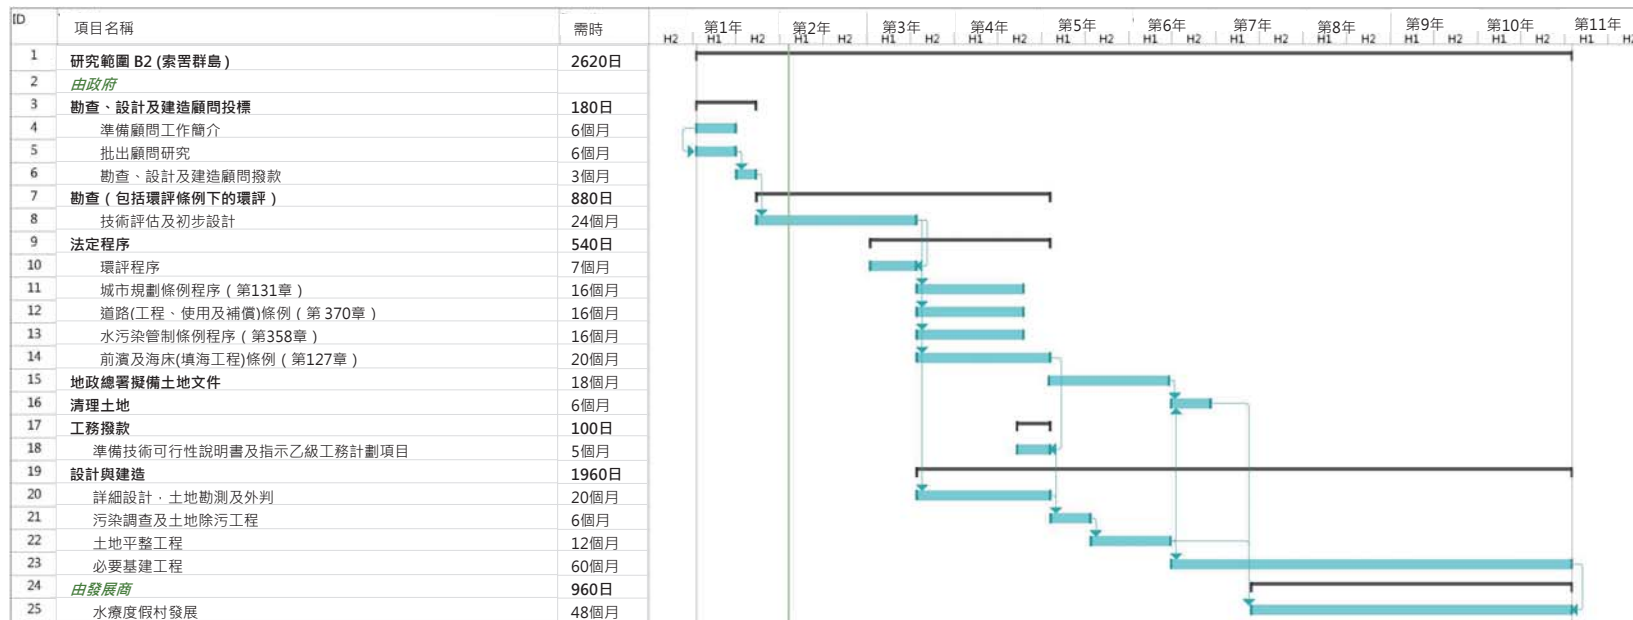 ID 項目名稱 需時 第1年 第2年 第3年 第4年 第5年 第6年 第7年 第8年 第9年 第10年 第11年
H2 H1 H2 H1 H2 H1 H2 H1 H2 H1 H2 H1 H2 H1 H2 H1 H2 H1 H2 H1 H2 H1 H2
1 研究範圍 B2 (索罟群島) 2620日
2 由政府
3 勘查、設計及建造顧問投標 180日
4 準備顧問工作簡介 6個月
5 批出顧問研究 6個月
6 勘查、設計及建造顧問撥款 3個月
7 勘查(包括環評條例下的環評) 880日
8 技術評估及初步設計 24個月
9 法定程序 540日
10 環評程序 7個月
11 城市規劃條例程序(第131章) 16個月
12 道路(工程、使用及補償)條例(第 370章) 16個月
13 水污染管制條例程序(第358章) 16個月
14 前濱及海床(填海工程)條例(第127章) 20個月
15 地政總署擬備土地文件 18個月
16 清理土地 6個月
17 工務撥款 100日
18 準備技術可行性說明書及指示乙級工務計劃項目 5個月
19 設計與建造 1960日
20 詳細設計﹐土地勘測及外判 20個月
21 污染調查及土地除污工程 6個月
22 土地平整工程 12個月
23 必要基建工程 60個月
24 由發展商 960日
25 水療度假村發展 48個月